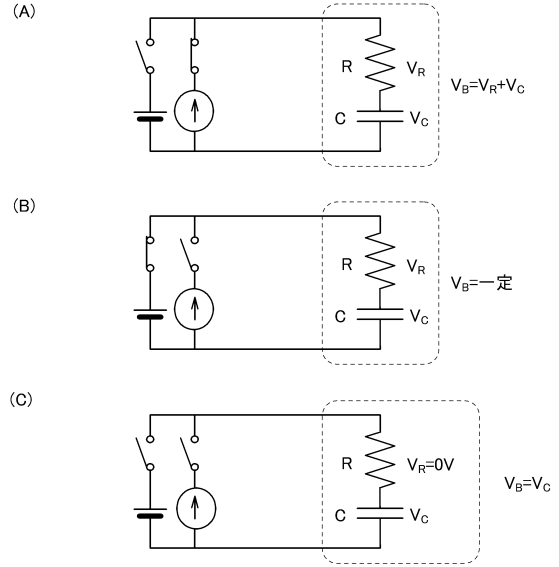 (A)
R
V_R
V_B=V_R+V_C
C
V_C
(B)
R
V_R
V_B=一定
C
V_C
(C)
R
V_R=0V
V_B=V_C
C
V_C